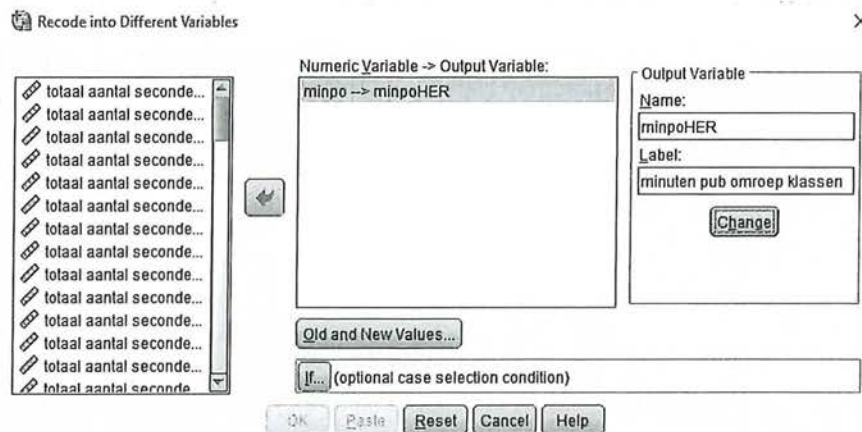 Recode into Different Variables
totaal aantal seconde...
totaal aantal seconde...
totaal aantal seconde...
totaal aantal seconde...
totaal aantal seconde...
totaal aantal seconde...
totaal aantal seconde...
totaal aantal seconde...
totaal aantal seconde...
totaal aantal seconde...
totaal aantal seconde...
totaal aantal seconde...
totaal aantal seconde...
totaal aantal seconde
Numeric Variable -> Output Variable:
minpo --> minpoHER
Output Variable
Name:
minpoHER
Label:
minuten pub omroep klassen
Change
Old and New Values...
If... (optional case selection condition)
OK Paste Reset Cancel Help